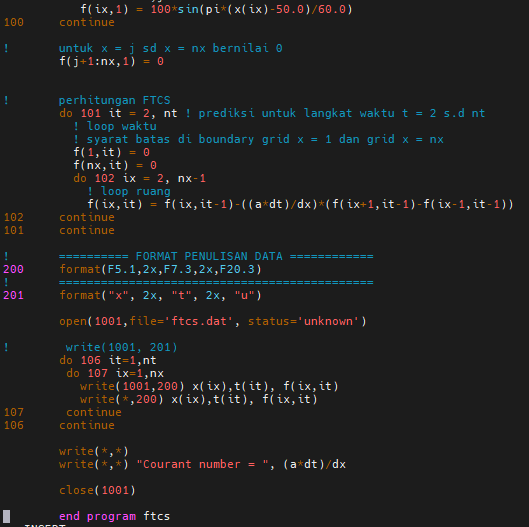 f(ix,1) = 100*sin(pi*(x(ix)-50.0)/60.0)
100 continue
! untuk x = j sd x = nx bernilai 0
f(j+1:nx,1) = 0
! perhitungan FTCS
do 101 it = 2, nt ! prediksi untuk langkat waktu t = 2 s.d nt
! loop waktu
! syarat batas di boundary grid x = 1 dan grid x = nx
f(1,it) = 0
f(nx,it) = 0
do 102 ix = 2, nx-1
! loop ruang
f(ix,it) = f(ix,it-1)-((a*dt)/dx)*(f(ix+1,it-1)-f(ix-1,it-1))
102 continue
101 continue
! ========== FORMAT PENULISAN DATA ============
200 format(F5.1,2x,F7.3,2x,F20.3)
! =============================================
201 format("x", 2x, "t", 2x, "u")
open(1001,file='ftcs.dat', status='unknown')
! write(1001, 201)
do 106 it=1,nt
do 107 ix=1,nx
write(1001,200) x(ix),t(it), f(ix,it)
write(*,200) x(ix),t(it), f(ix,it)
107 continue
106 continue
write(*,*)
write(*,*) "Courant number = ", (a*dt)/dx
close(1001)
end program ftcs